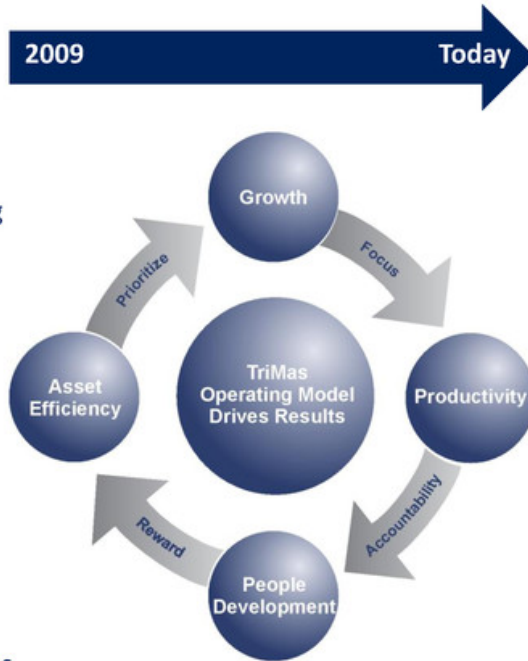 2009 Today
g
Growth
Prioritize
Focus
Asset
Efficiency
TriMas
Operating Model
Drives Results
Productivity
Reward
Accountability
People
Development